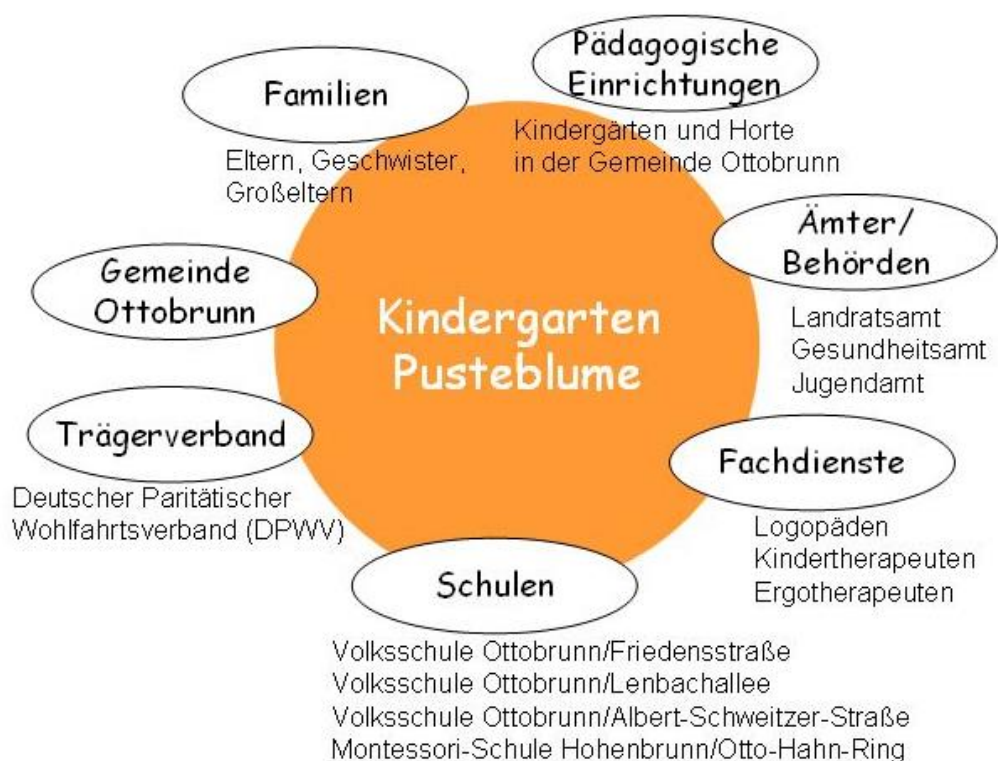 Familien
Eltern, Geschwister,
Großeltern
Pädagogische
Einrichtungen
Kindergärten und Horte
in der Gemeinde Ottobrunn
Ämter/
Behörden
Landratsamt
Gesundheitsamt
Jugendamt
Gemeinde
Ottobrunn
Kindergarten
Pusteblume
Trägerverband
Deutscher Paritätischer
Wohlfahrtsverband (DPWV)
Fachdienste
Logopäden
Kindertherapeuten
Ergotherapeuten
Schulen
Volksschule Ottobrunn/Friedensstraße
Volksschule Ottobrunn/Lenbachallee
Volksschule Ottobrunn/Albert-Schweitzer-Straße
Montessori-Schule Hohenbrunn/Otto-Hahn-Ring